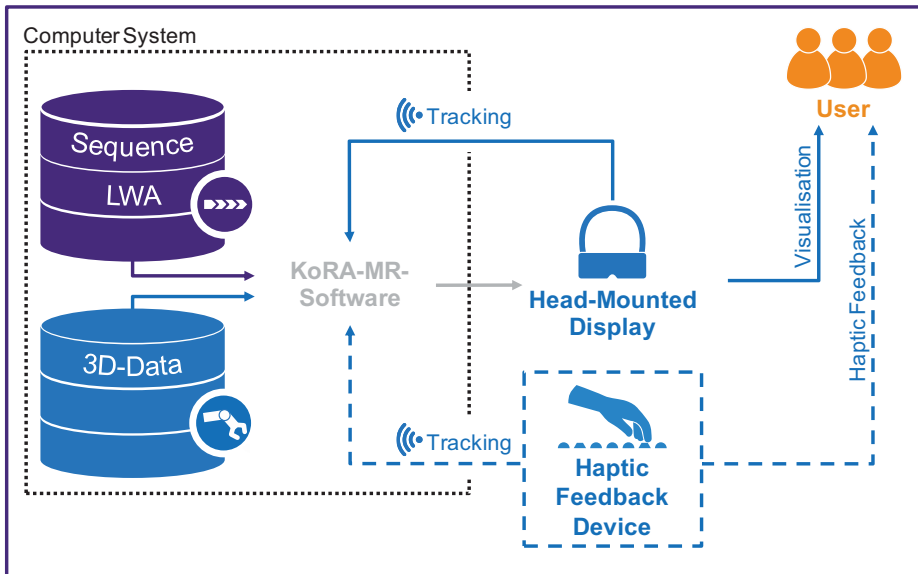 Computer System
Sequence
LWA
3D-Data
KoRA-MR-
Software
Tracking
Head-Mounted
Display
Tracking
Haptic
Feedback
Device
User
Visualisation
Haptic Feedback